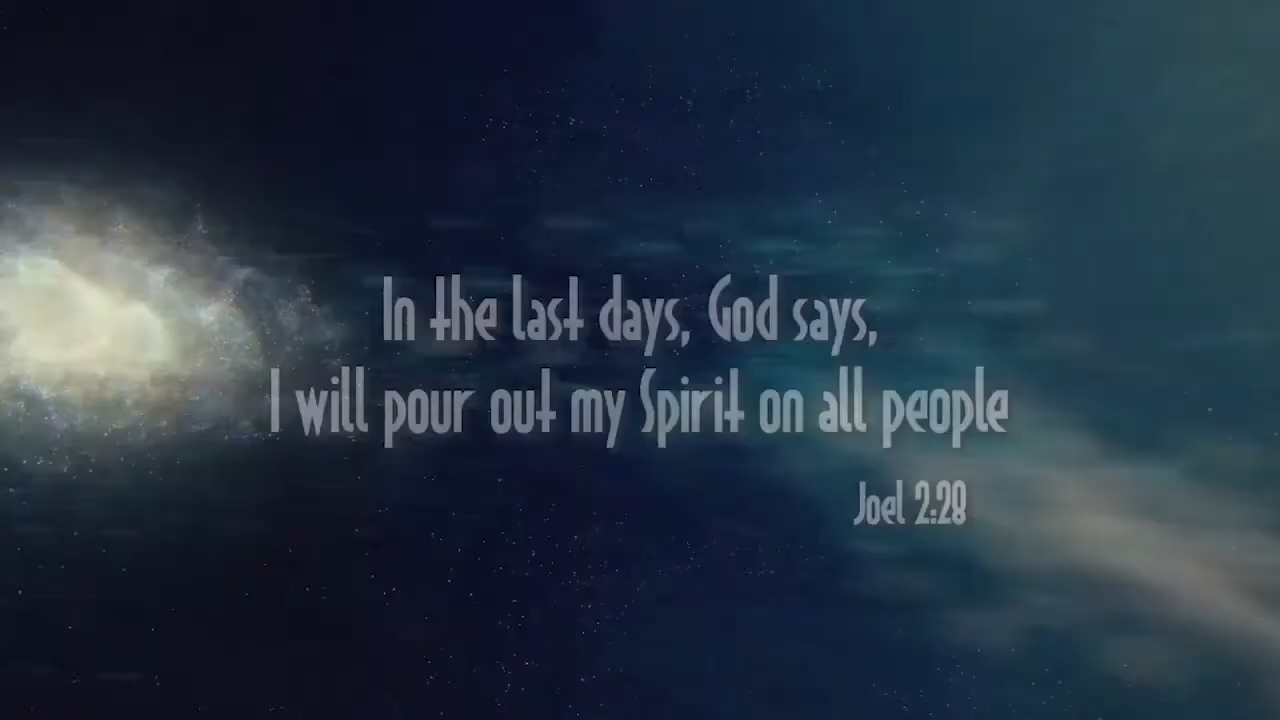 In the last days, God says,
I will pour out my Spirit on all people
Joel 2:28